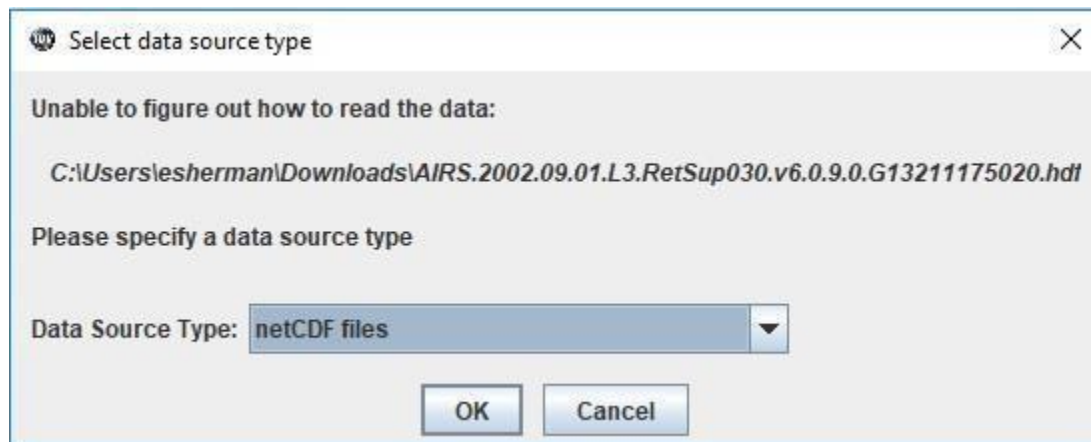 Select data source type
Unable to figure out how to read the data:
C:\Users\esherman\Downloads\AIRS.2002.09.01.L3.RetSup030.v6.0.9.0.G13211175020.hdf
Please specify a data source type
Data Source Type: netCDF files
OK Cancel